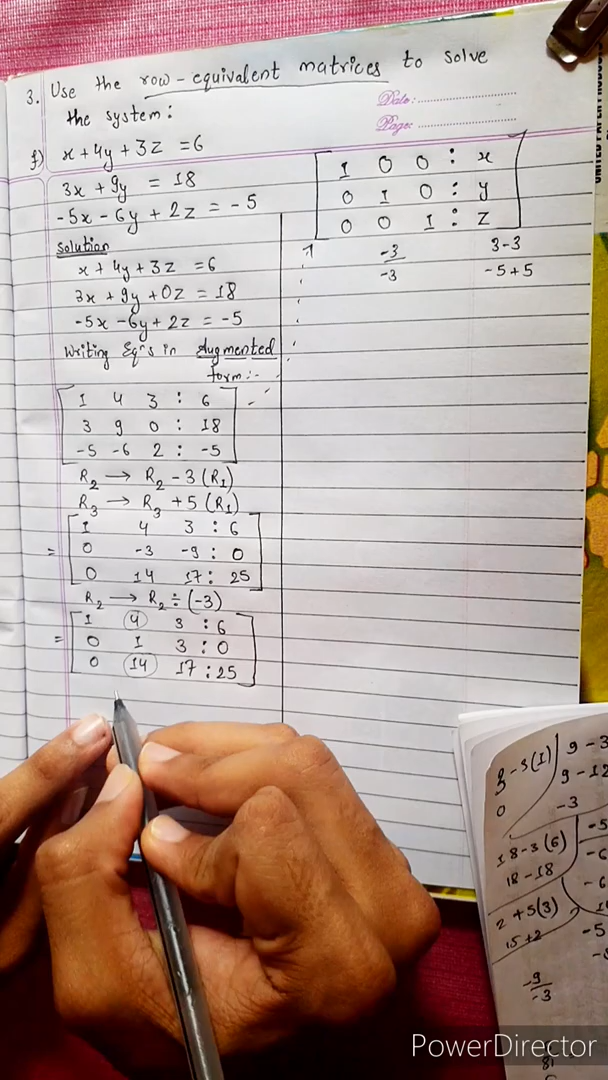 3. Use the row-equivalent matrices to solve
the system:
Date:
Page:
f) x+4y+3z =6
3x+9y = 18
-5x-6y+2z = -5
Solution
x+4y+3z =6
3x+9y+0z = 18
-5x-6y+2z = -5
Writing Eqns in Augmented
form:-
1 4 3 : 6
3 9 0 : 18
-5 -6 2 : -5
R2 → R2 - 3(R1)
R3 → R3 +5(R1)
1 4 3 : 6
= 0 -3 -9 : 0
0 14 17 : 25
R2 → R2 ÷ (-3)
1 4 3 : 6
= 0 1 3 : 0
0 14 17 : 25
1 0 0 : x
0 1 0 : y
0 0 1 : z
-3 3-3
-3 -5+5
3-3(1) 9-3
0 9-12
-3
18-3(6)
18-18
2+5(3)
15+2
-9
-3
PowerDirector